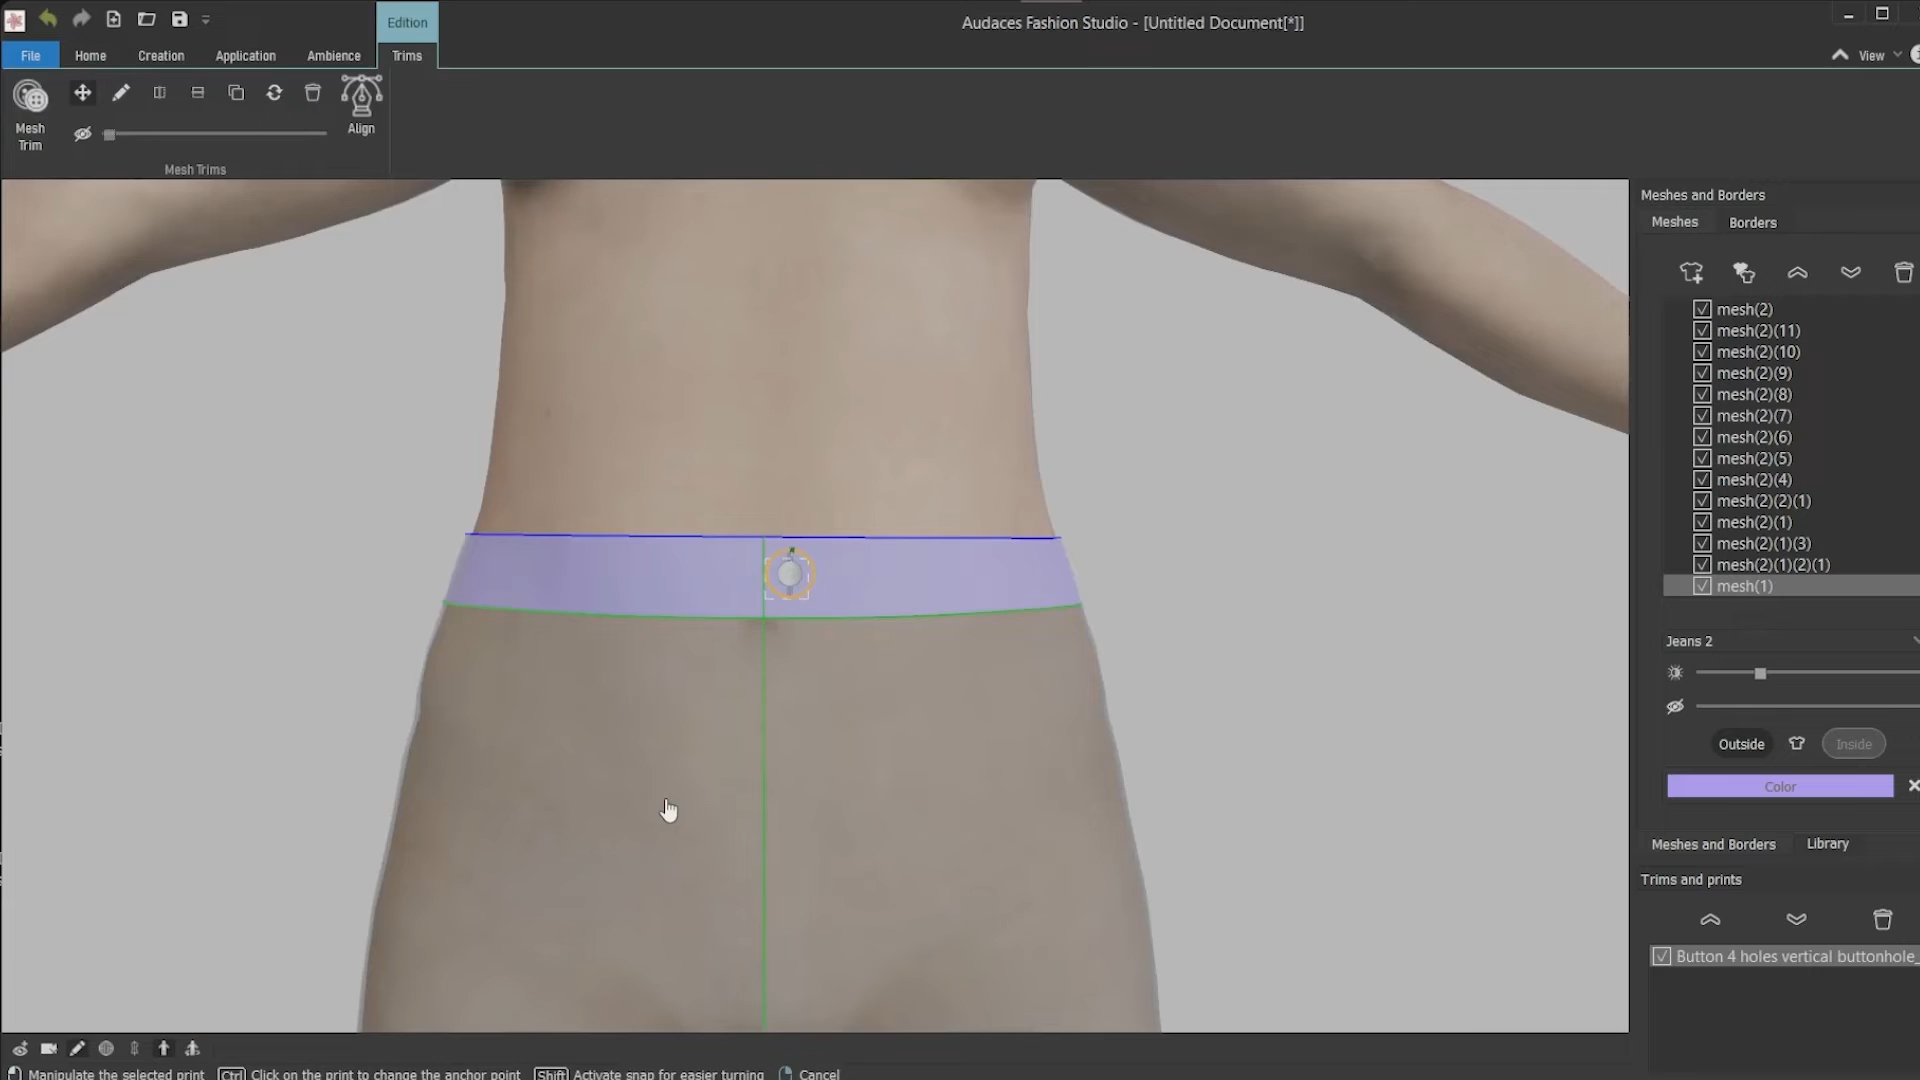 Edition
Audaces Fashion Studio - [Untitled Document[*]]
File Home Creation Application Ambience Trims View
Mesh Trim
Align
Mesh Trims
Meshes and Borders
Meshes Borders
mesh(2)
mesh(2)(11)
mesh(2)(10)
mesh(2)(9)
mesh(2)(8)
mesh(2)(7)
mesh(2)(6)
mesh(2)(5)
mesh(2)(4)
mesh(2)(2)(1)
mesh(2)(1)
mesh(2)(1)(3)
mesh(2)(1)(2)(1)
mesh(1)
Jeans 2
Outside Inside
Color
Meshes and Borders Library
Trims and prints
Button 4 holes vertical buttonhole_
Manipulate the selected print Ctrl Click on the print to change the anchor point Shift Activate snap for easier turning Cancel